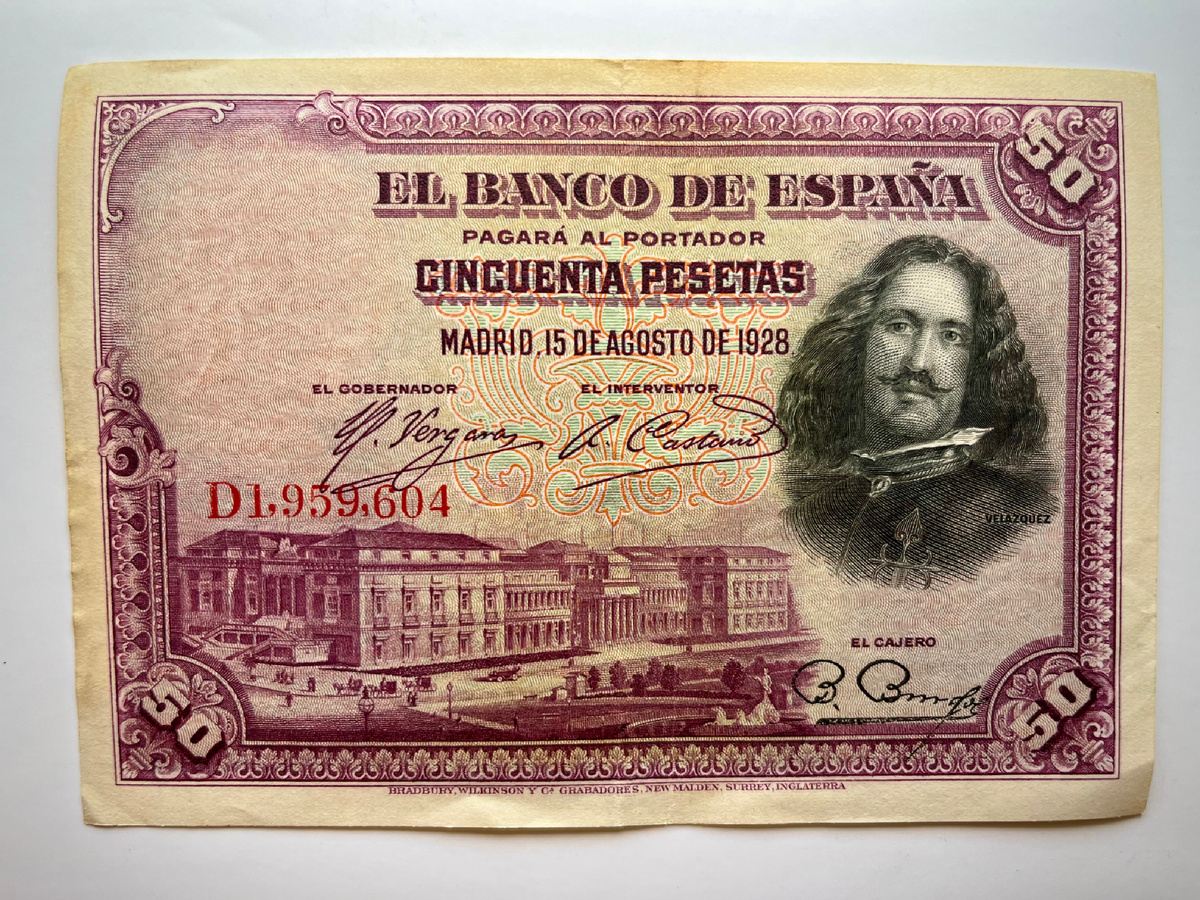 50
EL BANCO DE ESPAÑA
PAGARÁ AL PORTADOR
CINCUENTA PESETAS
MADRID, 15 DE AGOSTO DE 1928
EL GOBERNADOR EL INTERVENTOR
D1,959,604
VELÁZQUEZ
EL CAJERO
50 50
BRADBURY, WILKINSON Y Cª GRABADORES, NEW MALDEN, SURREY, INGLATERRA